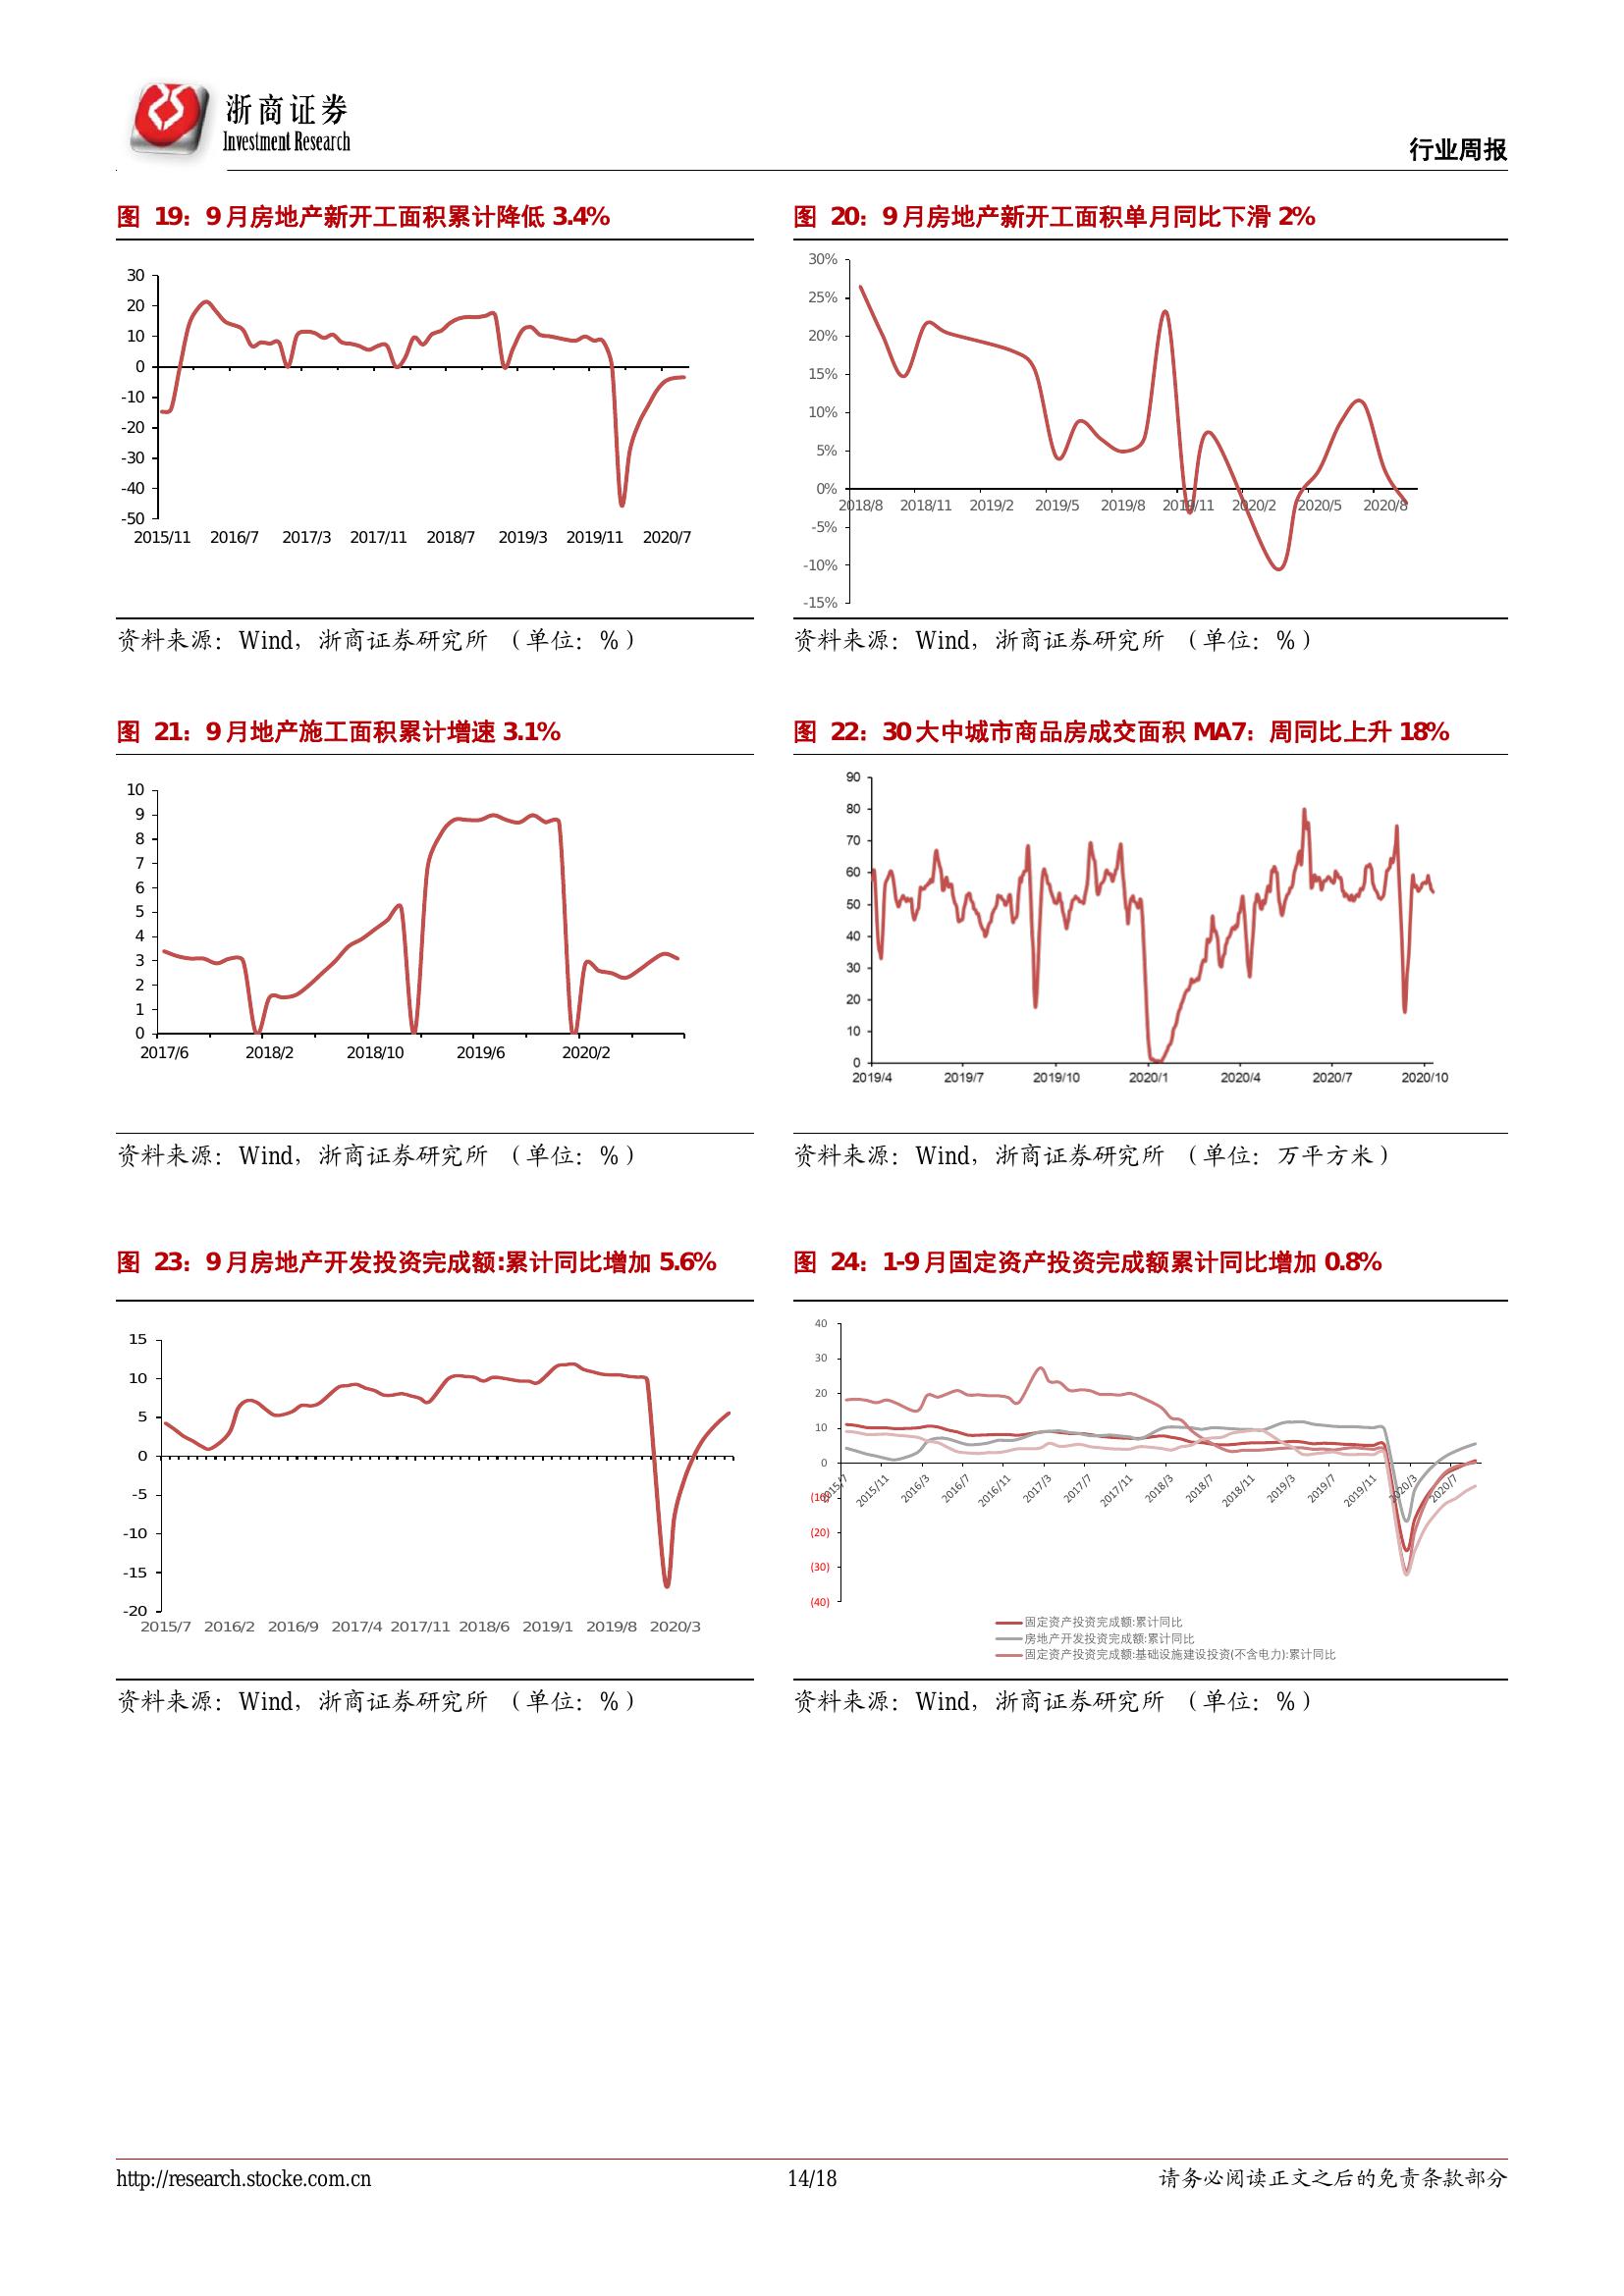 浙商证券
Investment Research
行业周报
图 19：9 月房地产新开工面积累计降低 3.4%
30
20
10
0
-10
-20
-30
-40
-50
2015/11 2016/7 2017/3 2017/11 2018/7 2019/3 2019/11 2020/7
资料来源：Wind，浙商证券研究所 （单位：%）
图 20：9 月房地产新开工面积单月同比下滑 2%
30%
25%
20%
15%
10%
5%
0%
2018/8 2018/11 2019/2 2019/5 2019/8 2019/11 2020/2 2020/5 2020/8
-5%
-10%
-15%
资料来源：Wind，浙商证券研究所 （单位：%）
图 21：9 月地产施工面积累计增速 3.1%
10
9
8
7
6
5
4
3
2
1
0
2017/6 2018/2 2018/10 2019/6 2020/2
资料来源：Wind，浙商证券研究所 （单位：%）
图 22：30 大中城市商品房成交面积 MA7：周同比上升 18%
90
80
70
60
50
40
30
20
10
0
2019/4 2019/7 2019/10 2020/1 2020/4 2020/7 2020/10
资料来源：Wind，浙商证券研究所 （单位：万平方米）
图 23：9 月房地产开发投资完成额:累计同比增加 5.6%
15
10
5
0
-5
-10
-15
-20
2015/7 2016/2 2016/9 2017/4 2017/11 2018/6 2019/1 2019/8 2020/3
资料来源：Wind，浙商证券研究所 （单位：%）
图 24：1-9 月固定资产投资完成额累计同比增加 0.8%
40
30
20
10
0
(10)
(20)
(30)
(40)
2015/7 2015/11 2016/3 2016/7 2016/11 2017/3 2017/7 2017/11 2018/3 2018/7 2018/11 2019/3 2019/7 2019/11 2020/3 2020/7
固定资产投资完成额:累计同比
房地产开发投资完成额:累计同比
固定资产投资完成额:基础设施建设投资(不含电力):累计同比
资料来源：Wind，浙商证券研究所 （单位：%）
http://research.stocke.com.cn
14/18
请务必阅读正文之后的免责条款部分